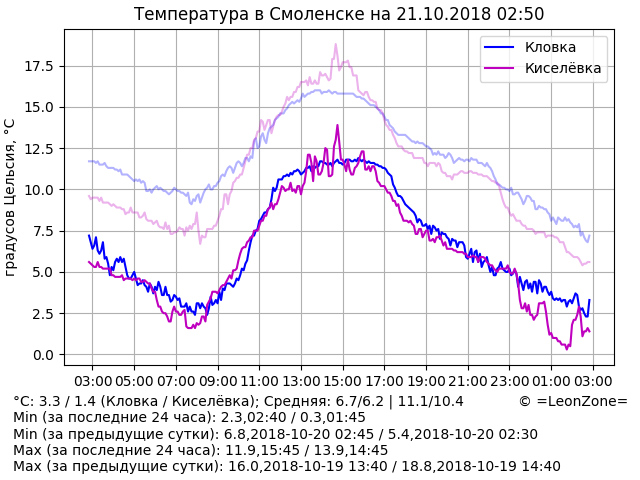 Температура в Смоленске на 21.10.2018 02:50
Кловка
Киселёвка
градусов Цельсия, °С
17.5
15.0
12.5
10.0
7.5
5.0
2.5
0.0
03:00 05:00 07:00 09:00 11:00 13:00 15:00 17:00 19:00 21:00 23:00 01:00 03:00
°C: 3.3 / 1.4 (Кловка / Киселёвка); Средняя: 6.7/6.2 | 11.1/10.4 © =LeonZone=
Min (за последние 24 часа): 2.3,02:40 / 0.3,01:45
Min (за предыдущие сутки): 6.8,2018-10-20 02:45 / 5.4,2018-10-20 02:30
Max (за последние 24 часа): 11.9,15:45 / 13.9,14:45
Max (за предыдущие сутки): 16.0,2018-10-19 13:40 / 18.8,2018-10-19 14:40